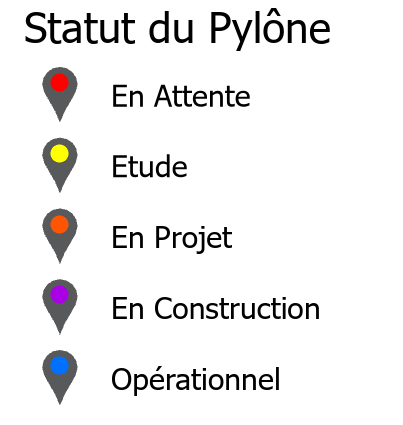 Statut du Pylône
En Attente
Etude
En Projet
En Construction
Opérationnel